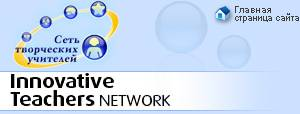 Главная
страница сайта
Сеть
творческих
учителей
Innovative
Teachers NETWORK